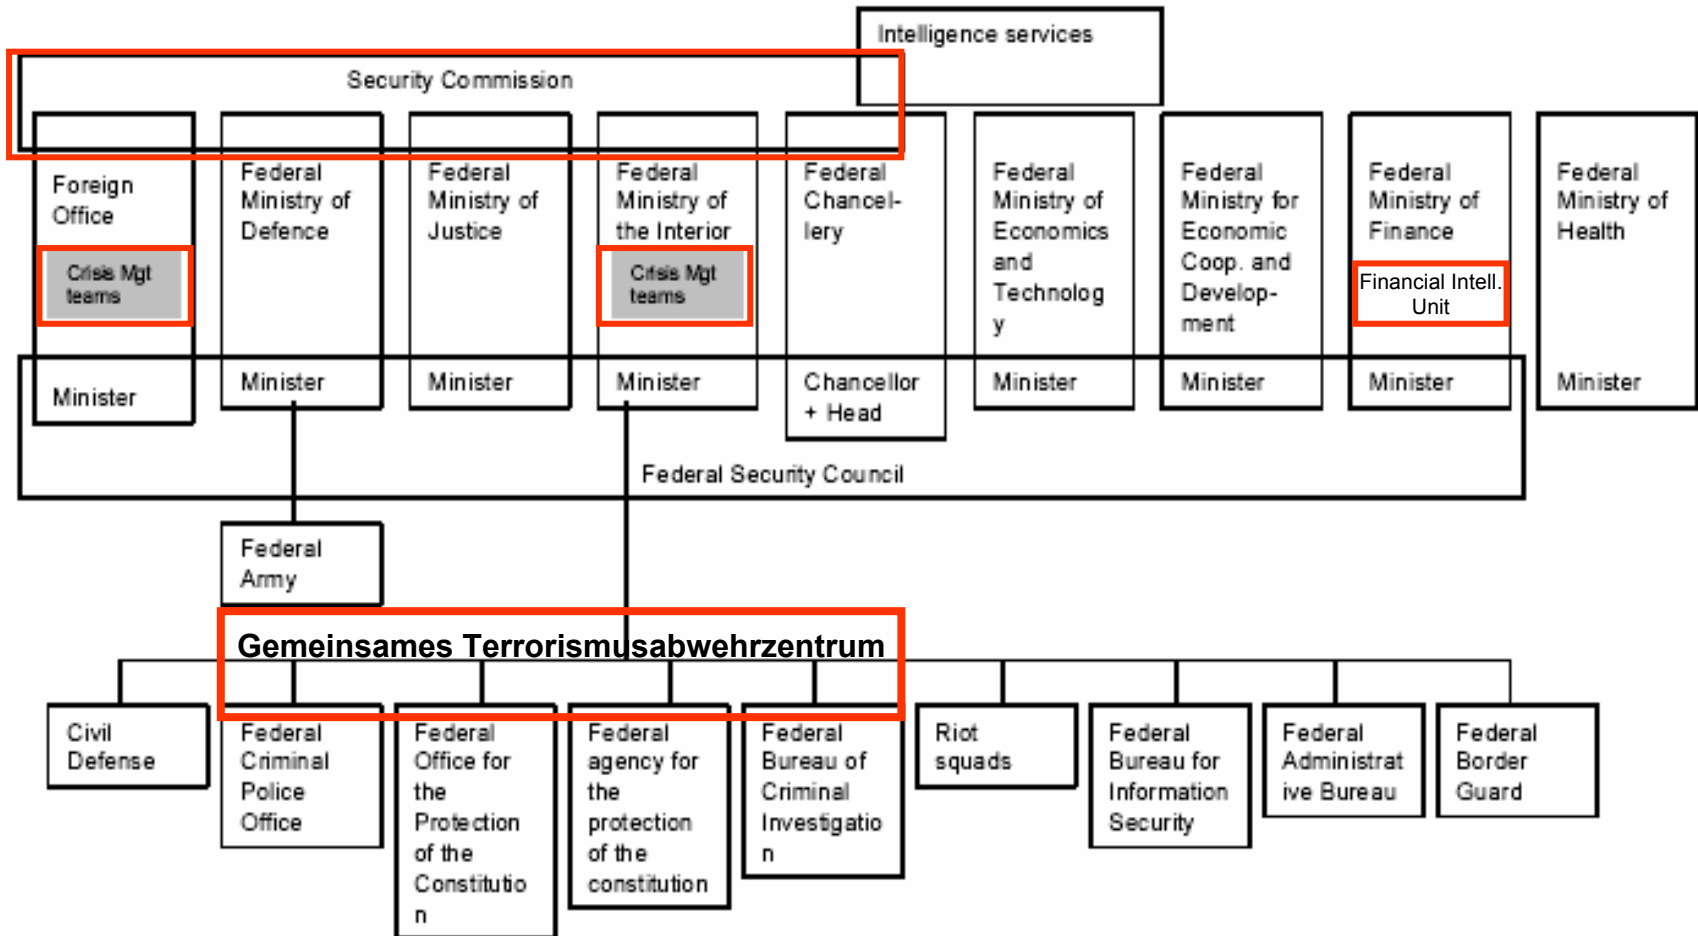 Intelligence services
Security Commission
Foreign
Office
Crisis Mgt
teams
Minister
Federal
Ministry of
Defence
Minister
Federal
Ministry of
Justice
Minister
Federal
Ministry of
the Interior
Crisis Mgt
teams
Minister
Federal
Chancel-
lery
Chancellor
+ Head
Federal
Ministry of
Economics
and
Technolog
y
Minister
Federal
Ministry for
Economic
Coop. and
Develop-
ment
Minister
Federal
Ministry of
Finance
Financial Intell.
Unit
Minister
Federal
Ministry of
Health
Minister
Federal Security Council
Federal
Army
Gemeinsames Terrorismusabwehrzentrum
Civil
Defense
Federal
Criminal
Police
Office
Federal
Office for
the
Protection
of the
Constitutio
n
Federal
agency for
the
protection
of the
constitution
Federal
Bureau of
Criminal
Investigatio
n
Riot
squads
Federal
Bureau for
Information
Security
Federal
Administrat
ive Bureau
Federal
Border
Guard